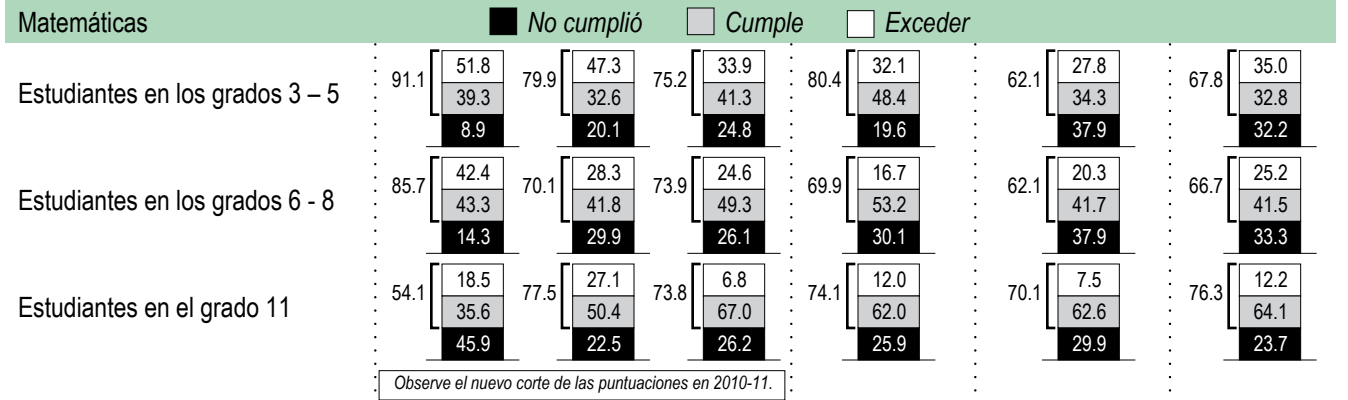 Matemáticas No cumplió Cumple Exceder
51.8 47.3 33.9 32.1 27.8 35.0
Estudiantes en los grados 3 – 5 91.1 39.3 79.9 32.6 75.2 41.3 80.4 48.4 62.1 34.3 67.8 32.8
8.9 20.1 24.8 19.6 37.9 32.2
42.4 28.3 24.6 16.7 20.3 25.2
Estudiantes en los grados 6 - 8 85.7 43.3 70.1 41.8 73.9 49.3 69.9 53.2 62.1 41.7 66.7 41.5
14.3 29.9 26.1 30.1 37.9 33.3
18.5 27.1 6.8 12.0 7.5 12.2
Estudiantes en el grado 11 54.1 35.6 77.5 50.4 73.8 67.0 74.1 62.0 70.1 62.6 76.3 64.1
45.9 22.5 26.2 25.9 29.9 23.7
Observe el nuevo corte de las puntuaciones en 2010-11.